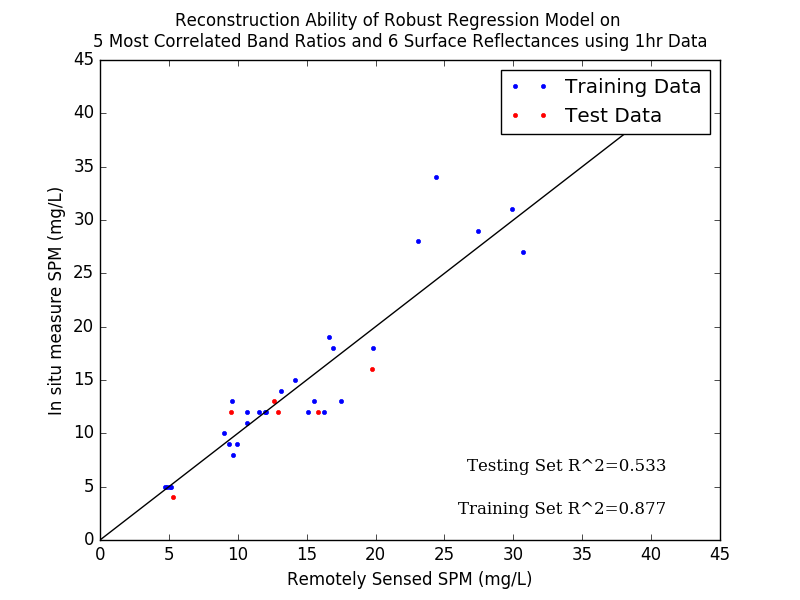 Reconstruction Ability of Robust Regression Model on
5 Most Correlated Band Ratios and 6 Surface Reflectances using 1hr Data
45
40
35
30
25
20
15
10
5
0
In situ measure SPM (mg/L)
Training Data
Test Data
Testing Set R^2=0.533
Training Set R^2=0.877
0 5 10 15 20 25 30 35 40 45
Remotely Sensed SPM (mg/L)